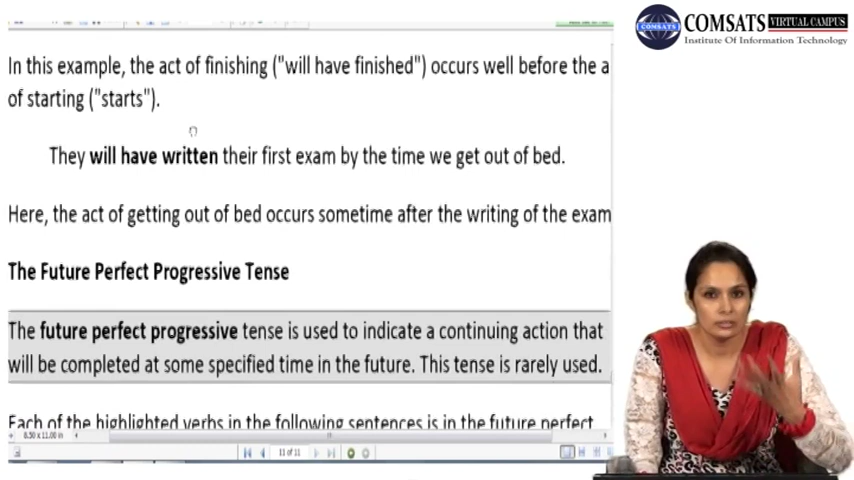 COMSATS VIRTUAL CAMPUS
Institute Of Information Technology
COMSATS
In this example, the act of finishing ("will have finished") occurs well before the a
of starting ("starts").
They will have written their first exam by the time we get out of bed.
Here, the act of getting out of bed occurs sometime after the writing of the exam
The Future Perfect Progressive Tense
The future perfect progressive tense is used to indicate a continuing action that
will be completed at some specified time in the future. This tense is rarely used.
Each of the highlighted verbs in the following sentences is in the future perfect
8.50 x 11.00 in
11 of 11